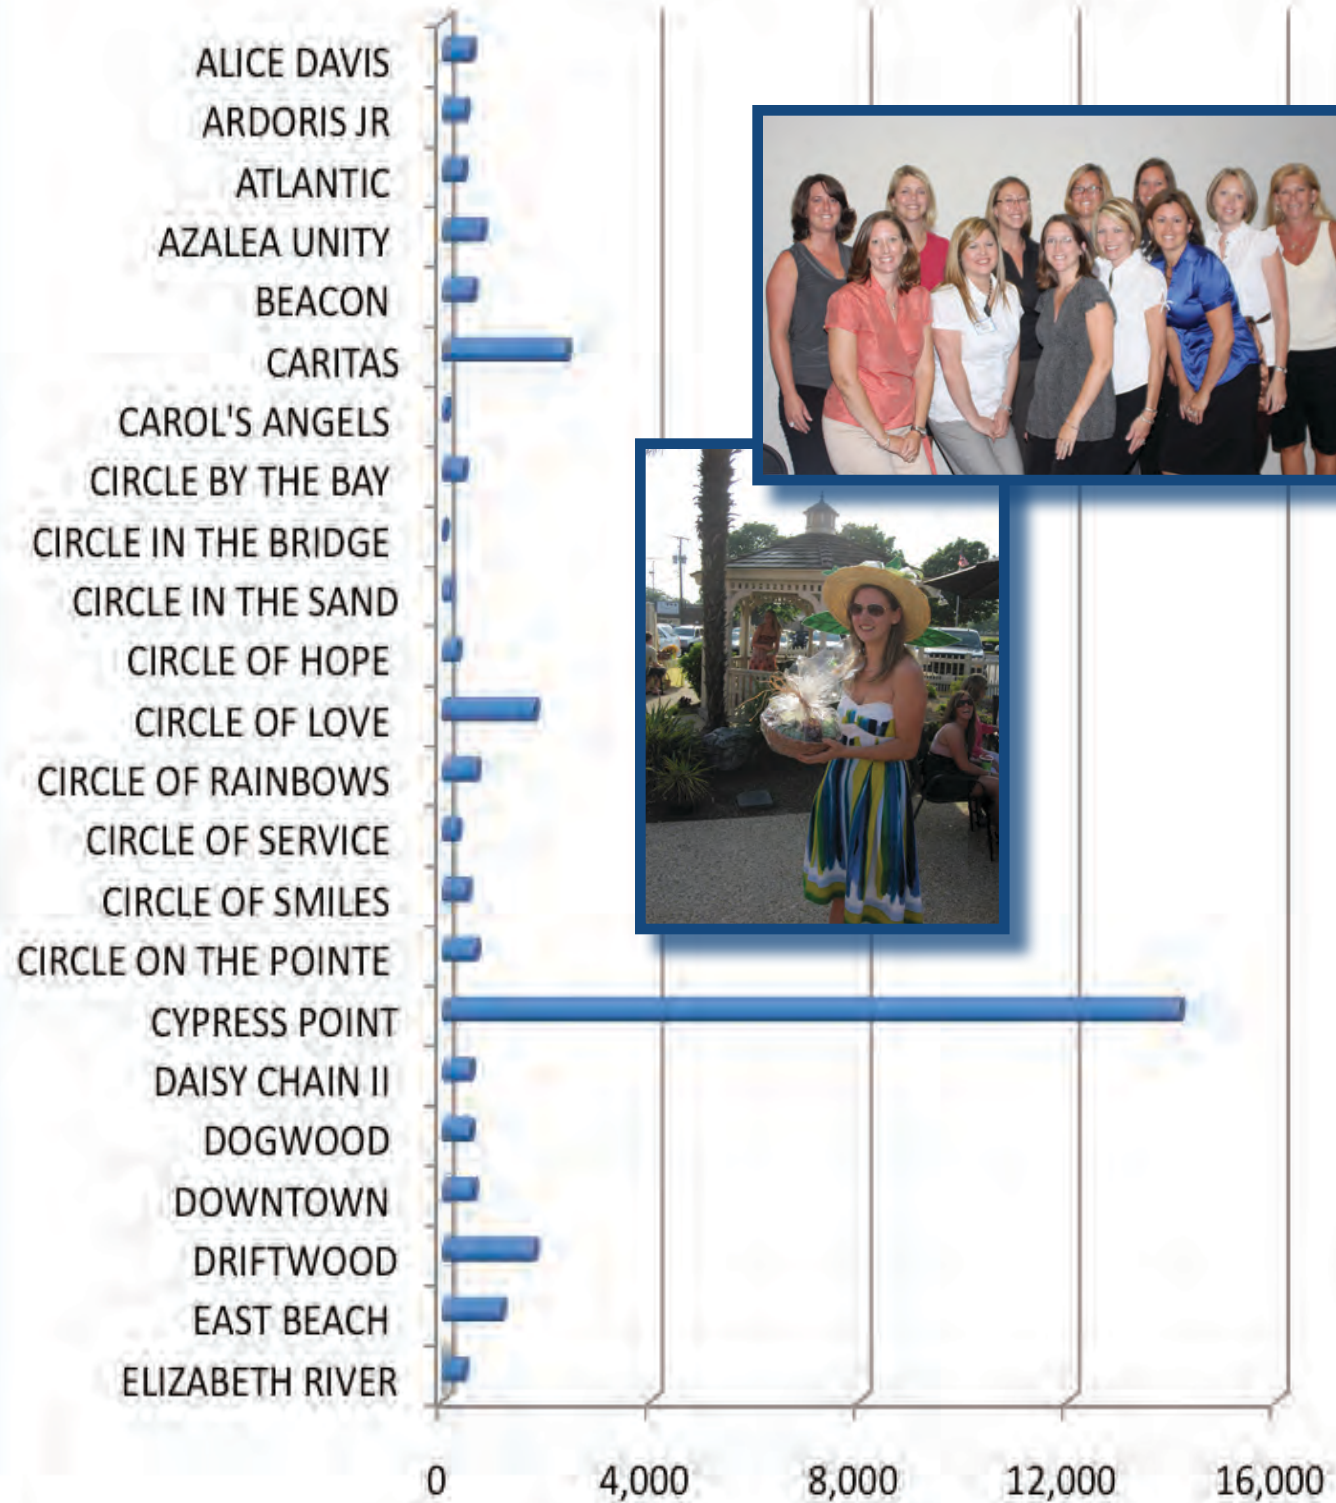 ALICE DAVIS
ARDORIS JR
ATLANTIC
AZALEA UNITY
BEACON
CARITAS
CAROL'S ANGELS
CIRCLE BY THE BAY
CIRCLE IN THE BRIDGE
CIRCLE IN THE SAND
CIRCLE OF HOPE
CIRCLE OF LOVE
CIRCLE OF RAINBOWS
CIRCLE OF SERVICE
CIRCLE OF SMILES
CIRCLE ON THE POINTE
CYPRESS POINT
DAISY CHAIN II
DOGWOOD
DOWNTOWN
DRIFTWOOD
EAST BEACH
ELIZABETH RIVER
0 4,000 8,000 12,000 16,000